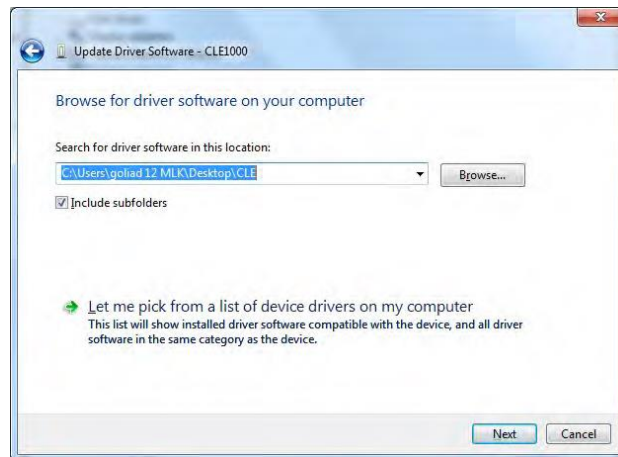 Update Driver Software - CLE1000
Browse for driver software on your computer
Search for driver software in this location:
C:\Users\goliad 12 MLK\Desktop\CLE
Browse...
Include subfolders
Let me pick from a list of device drivers on my computer
This list will show installed driver software compatible with the device, and all driver
software in the same category as the device.
Next
Cancel